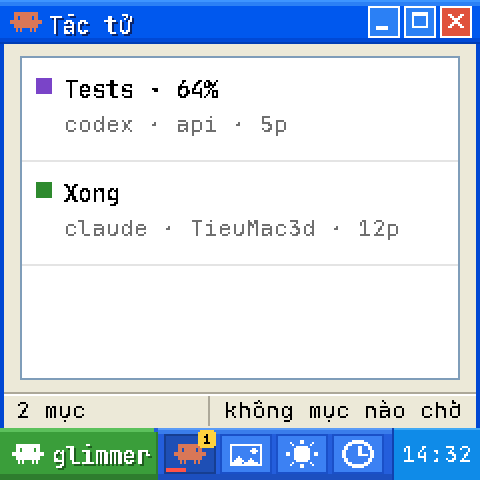 Tác tử
Tests · 64%
codex · api · 5p
Xong
claude · TieuMac3d · 12p
2 mục
không mục nào chờ
glimmer
1
14:32